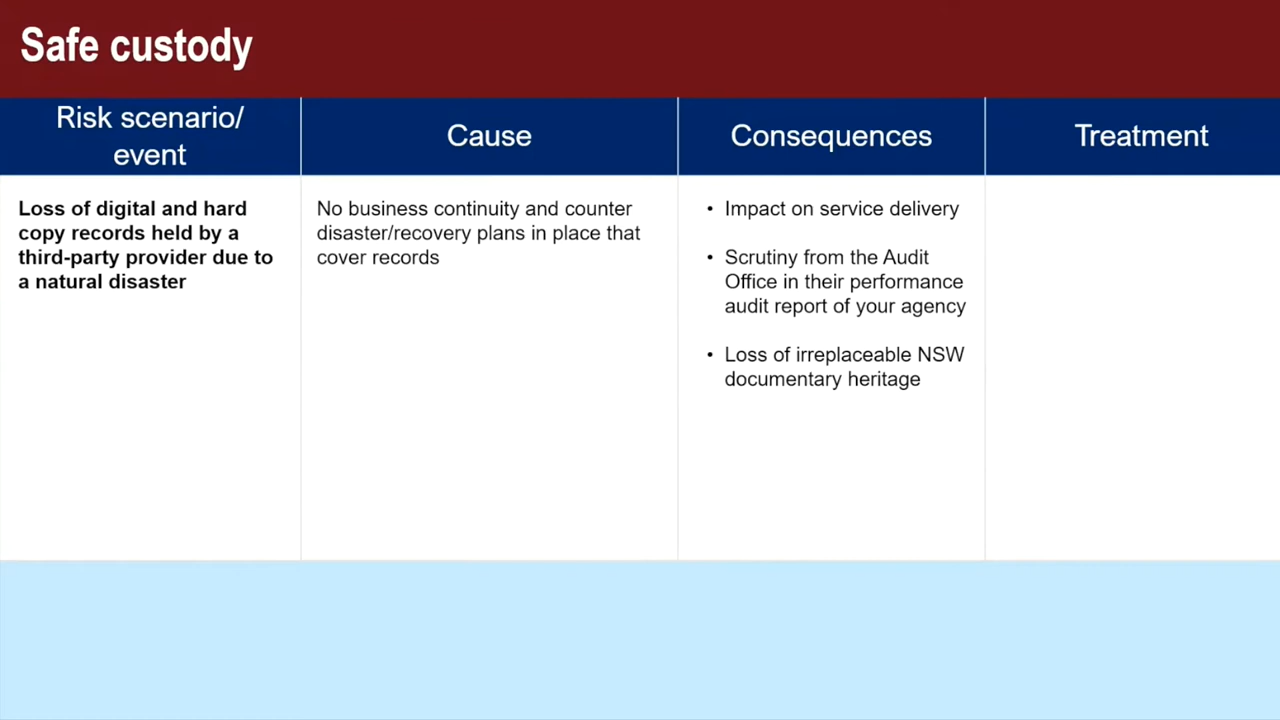 Safe custody
Risk scenario/
event
Cause
Consequences
Treatment
Loss of digital and hard
copy records held by a
third-party provider due to
a natural disaster
No business continuity and counter
disaster/recovery plans in place that
cover records
• Impact on service delivery
• Scrutiny from the Audit
Office in their performance
audit report of your agency
• Loss of irreplaceable NSW
documentary heritage